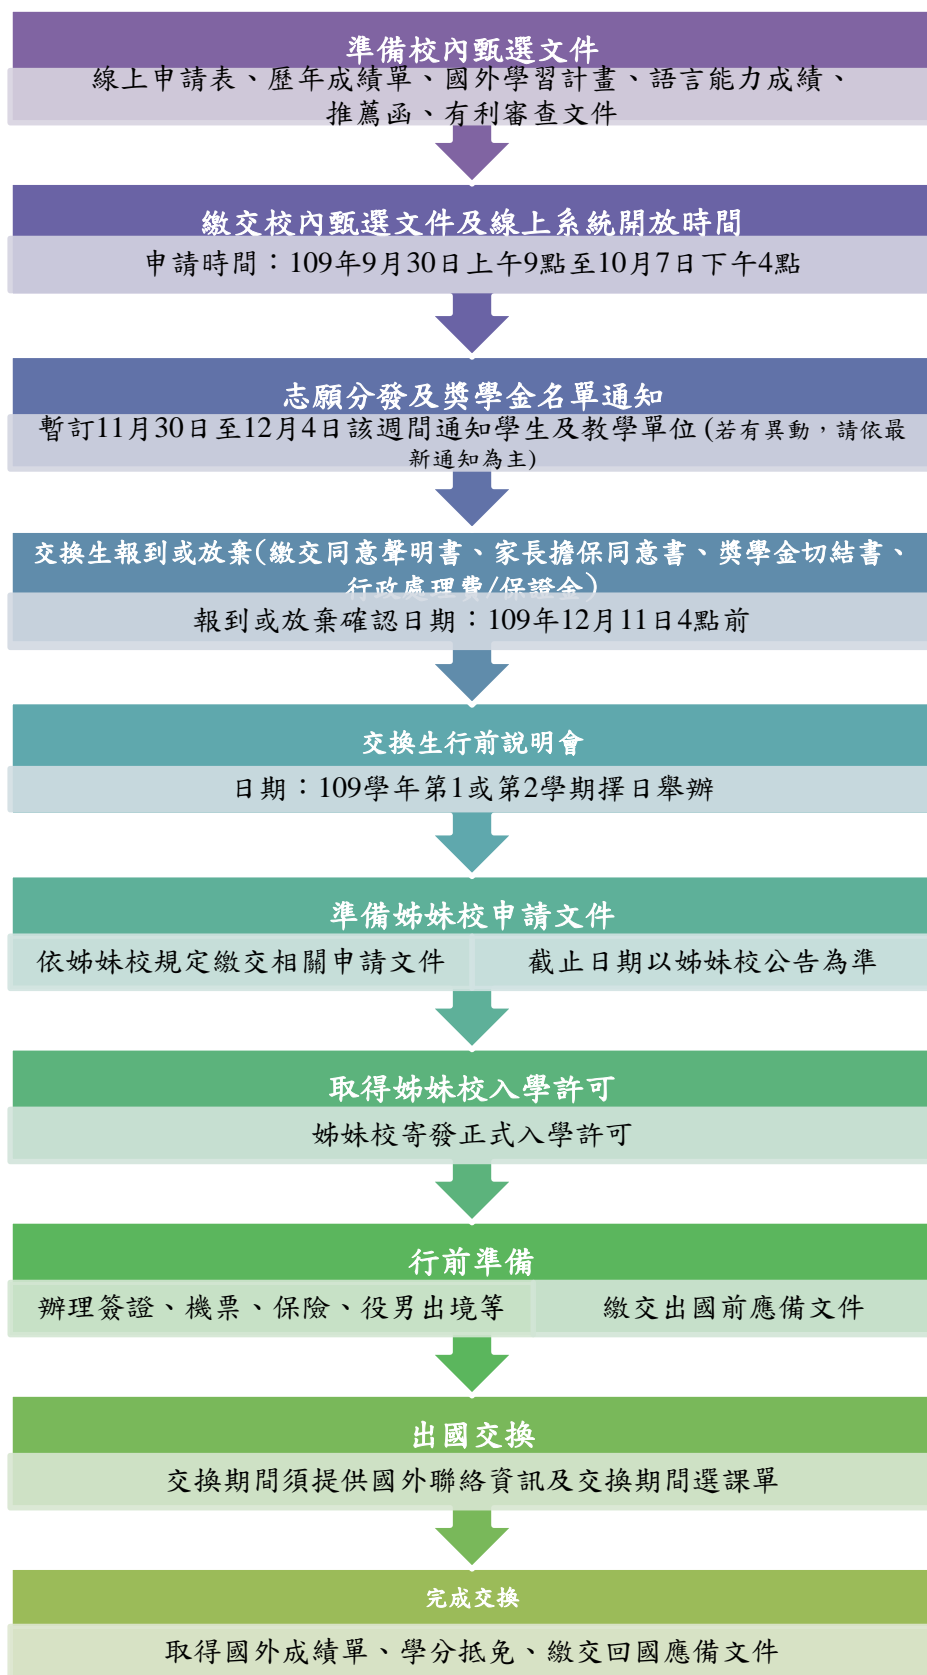 準備校內甄選文件
線上申請表、歷年成績單、國外學習計畫、語言能力成績、
推薦函、有利審查文件
繳交校內甄選文件及線上系統開放時間
申請時間：109年9月30日上午9點至10月7日下午4點
志願分發及獎學金名單通知
暫訂11月30日至12月4日該週間通知學生及教學單位 (若有異動，請依最
新通知為主)
交換生報到或放棄(繳交同意聲明書、家長擔保同意書、獎學金切結書、
行政處理費/保證金)
報到或放棄確認日期：109年12月11日4點前
交換生行前說明會
日期：109學年第1或第2學期擇日舉辦
準備姊妹校申請文件
依姊妹校規定繳交相關申請文件 截止日期以姊妹校公告為準
取得姊妹校入學許可
姊妹校寄發正式入學許可
行前準備
辦理簽證、機票、保險、役男出境等 繳交出國前應備文件
出國交換
交換期間須提供國外聯絡資訊及交換期間選課單
完成交換
取得國外成績單、學分抵免、繳交回國應備文件